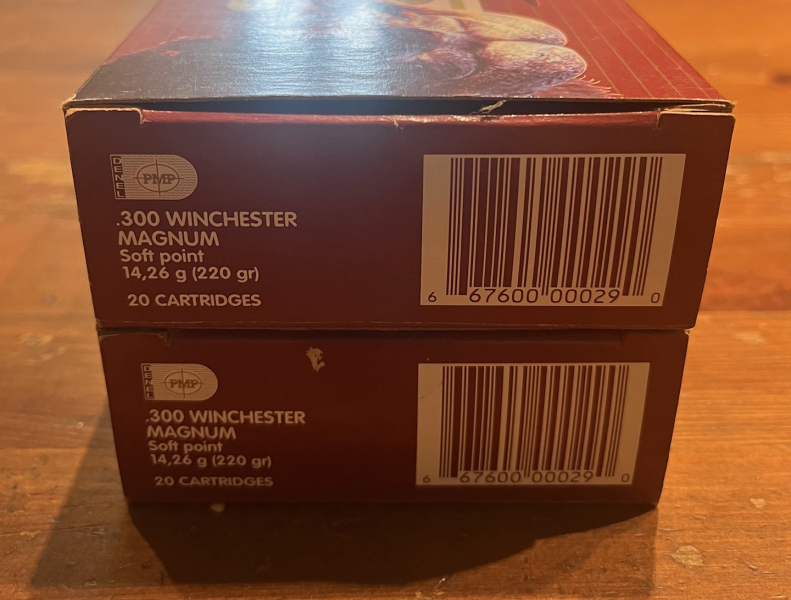 DENEL
PMP
.300 WINCHESTER
MAGNUM
Soft point
14,26 g (220 gr)
20 CARTRIDGES
6 67600 00029 0
DENEL
PMP
.300 WINCHESTER
MAGNUM
Soft point
14,26 g (220 gr)
20 CARTRIDGES
6 67600 00029 0